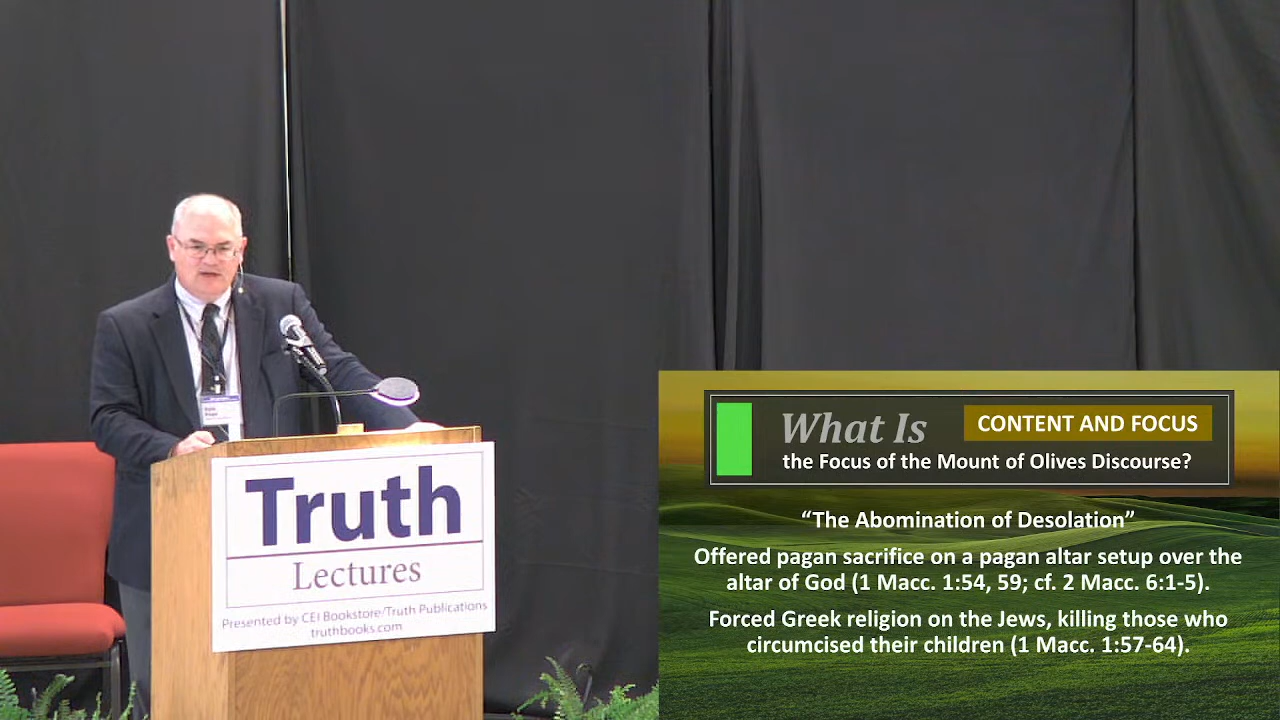 Truth
Lectures
Presented by CEI Bookstore/Truth Publications
truthbooks.com
What Is
CONTENT AND FOCUS
the Focus of the Mount of Olives Discourse?
“The Abomination of Desolation”
Offered pagan sacrifice on a pagan altar setup over the
altar of God (1 Macc. 1:54, 59; cf. 2 Macc. 6:1-5).
Forced Greek religion on the Jews, killing those who
circumcised their children (1 Macc. 1:57-64).